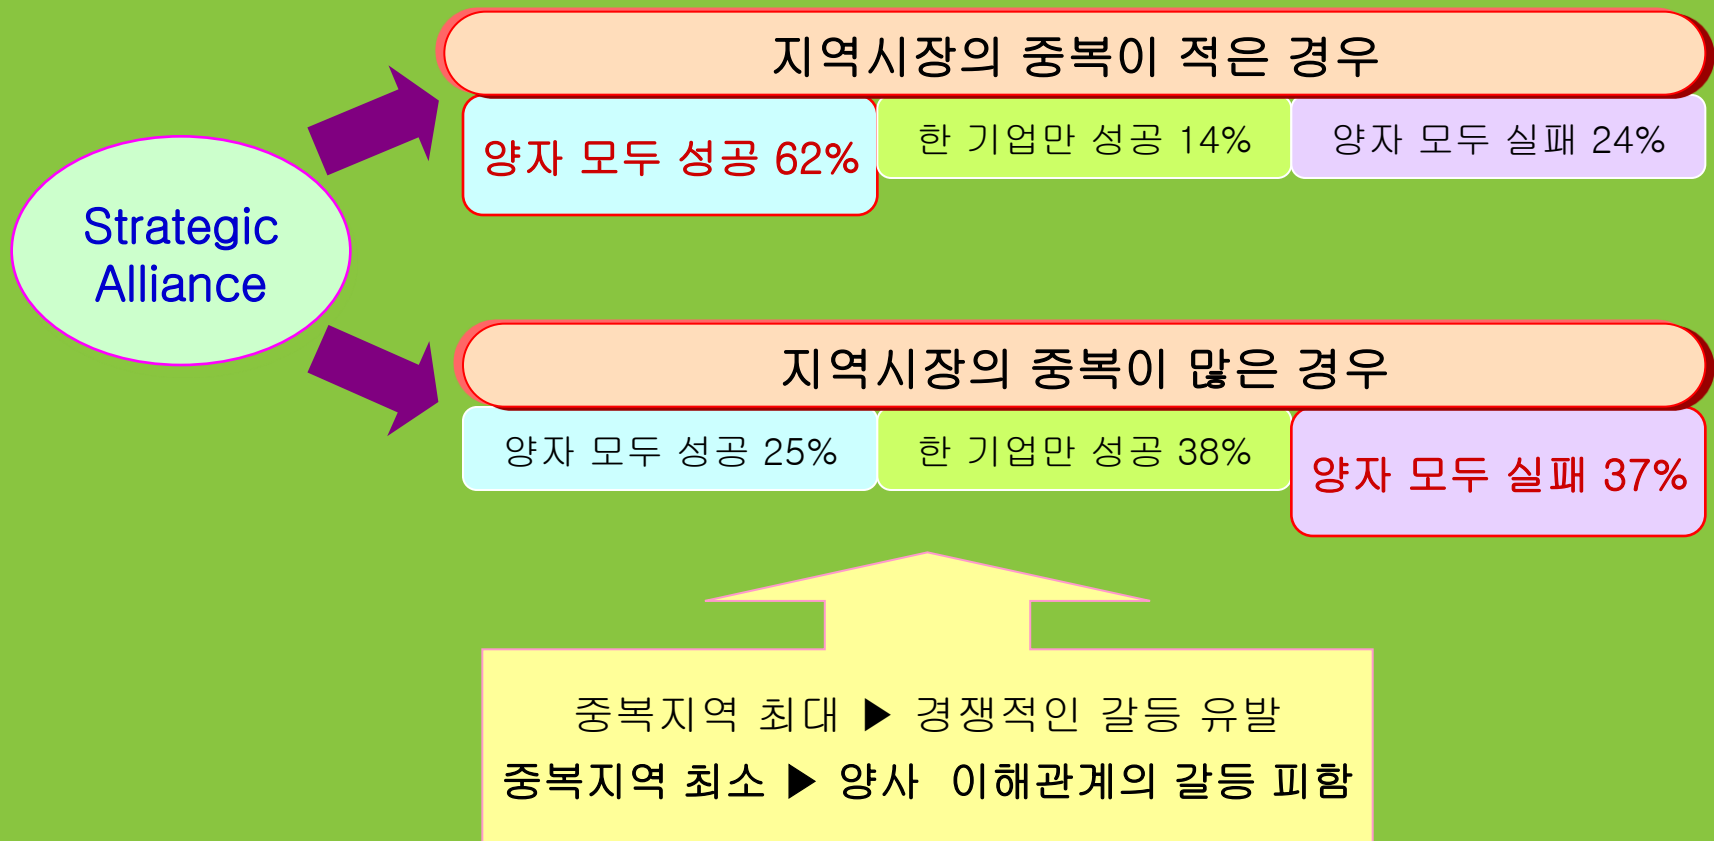 Strategic
Alliance
지역시장의 중복이 적은 경우
양자 모두 성공 62%
한 기업만 성공 14%
양자 모두 실패 24%
지역시장의 중복이 많은 경우
양자 모두 성공 25%
한 기업만 성공 38%
양자 모두 실패 37%
중복지역 최대 ▶ 경쟁적인 갈등 유발
중복지역 최소 ▶ 양사 이해관계의 갈등 피함